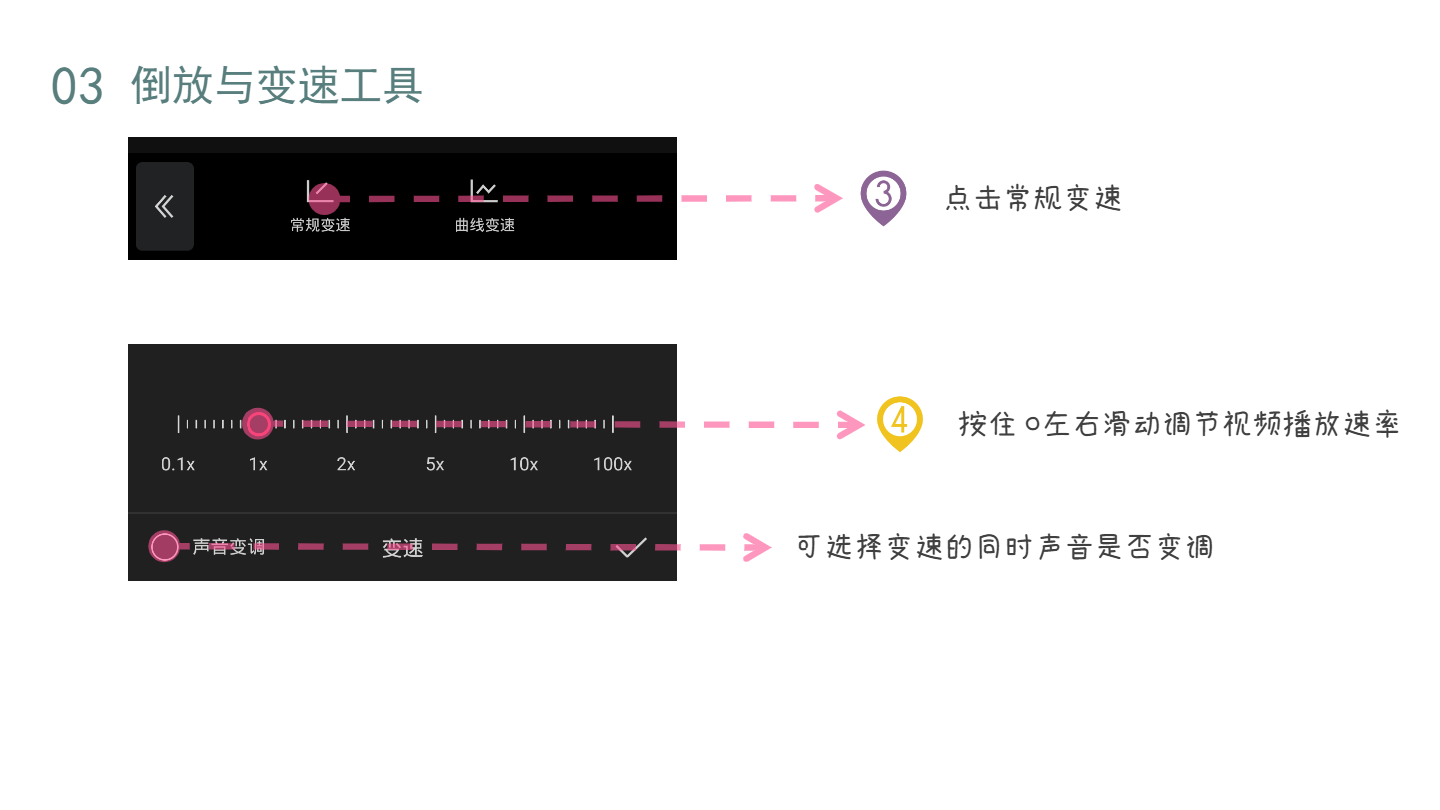 03 倒放与变速工具
常规变速 曲线变速
3 点击常规变速
0.1x 1x 2x 5x 10x 100x
4 按住○左右滑动调节视频播放速率
声音变调 变速
可选择变速的同时声音是否变调